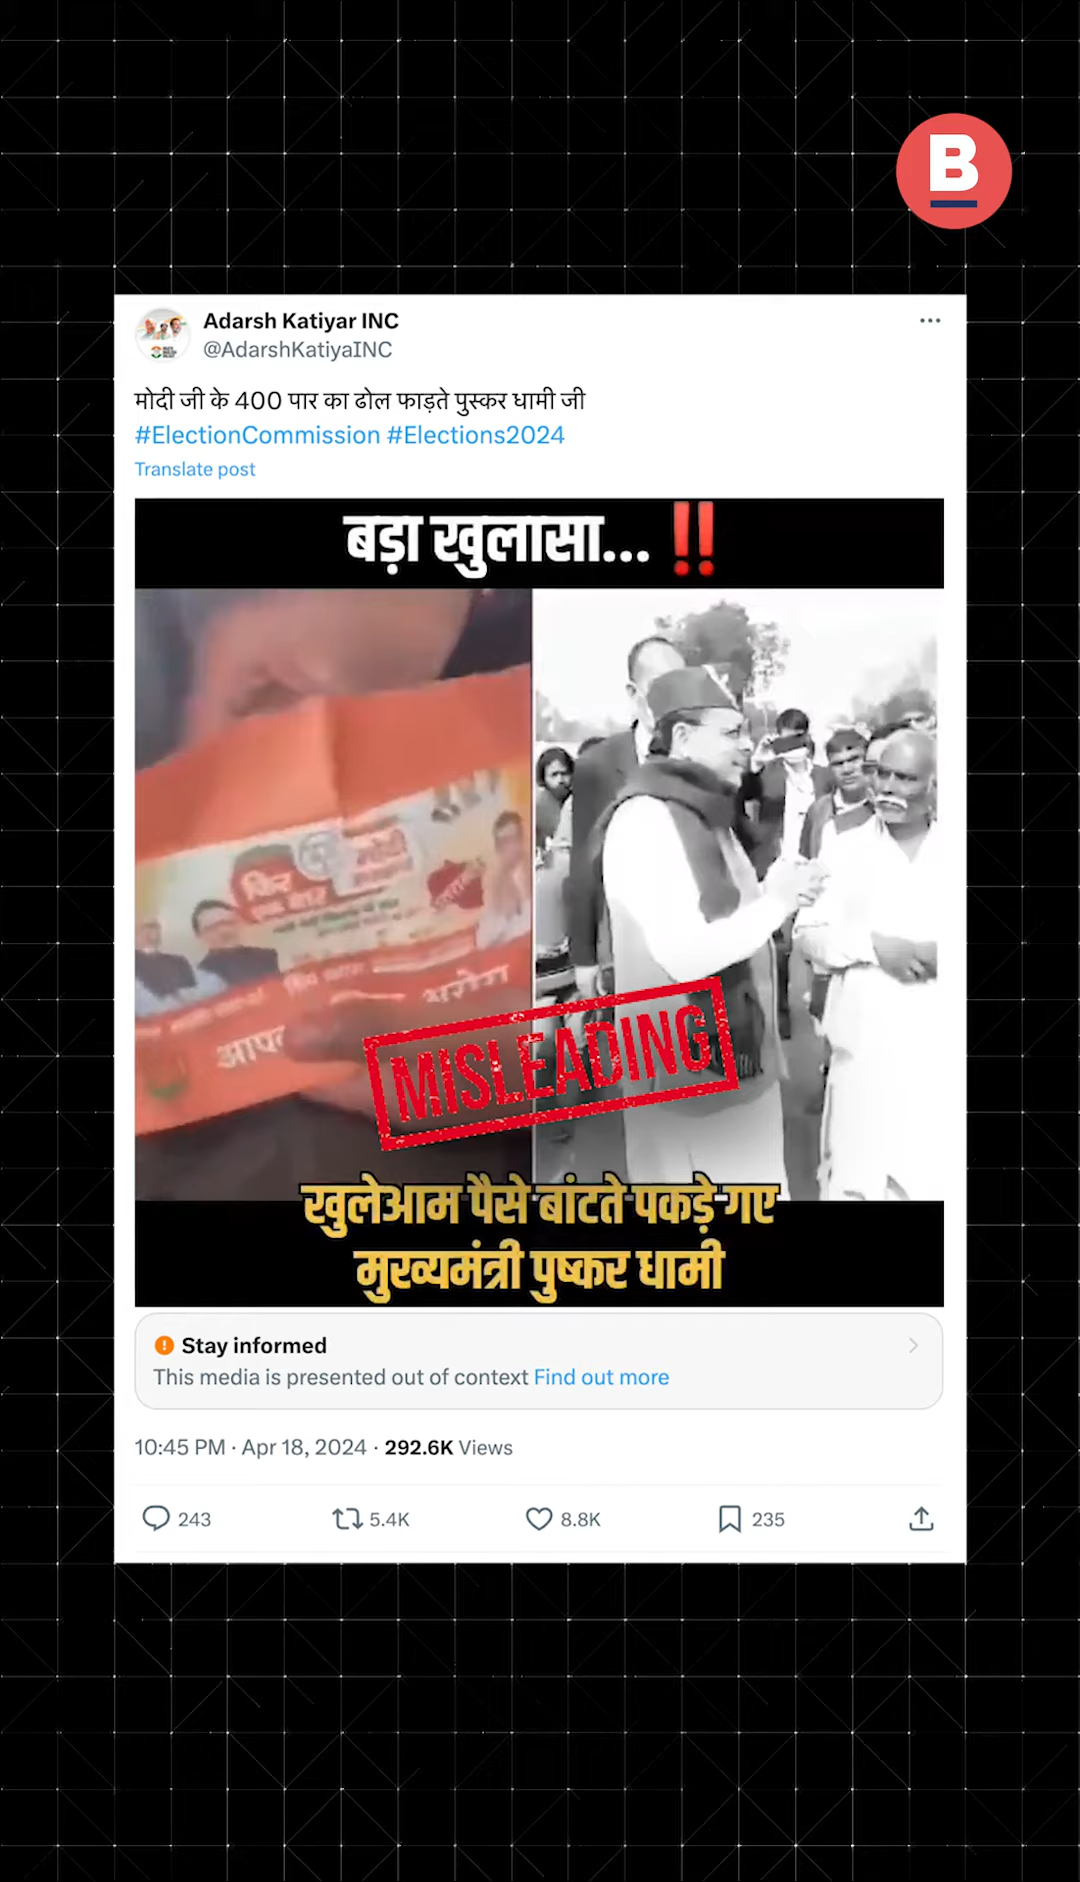 B
Adarsh Katiyar INC
@AdarshKatiyaINC
मोदी जी के 400 पार का ढोल फाड़ते पुस्कर धामी जी
#ElectionCommission #Elections2024
Translate post
बड़ा खुलासा...‼️
आप
भरोसा
MISLEADING
खुलेआम पैसे बांटते पकड़े गए
मुख्यमंत्री पुष्कर धामी
Stay informed
This media is presented out of context Find out more
10:45 PM · Apr 18, 2024 · 292.6K Views
243 5.4K 8.8K 235